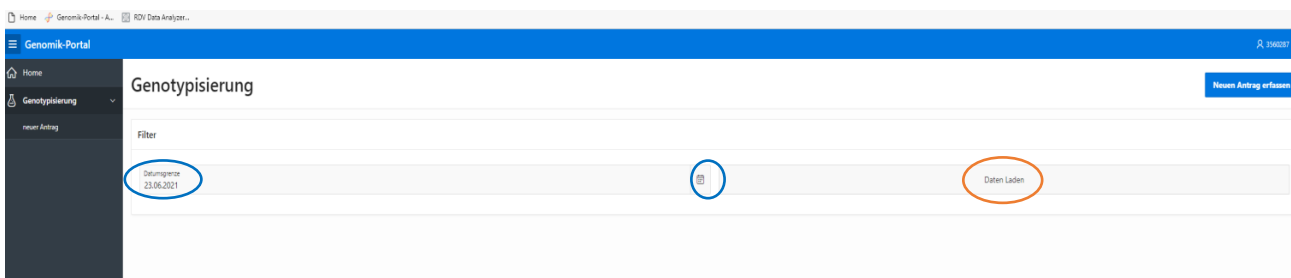 Home Genomik-Portal - A... RDV Data Analyzer...
Genomik-Portal 3560287
Home
Genotypisierung
neuer Antrag
Genotypisierung
Neuen Antrag erfassen
Filter
Datumsgrenze
23.06.2021
Daten Laden